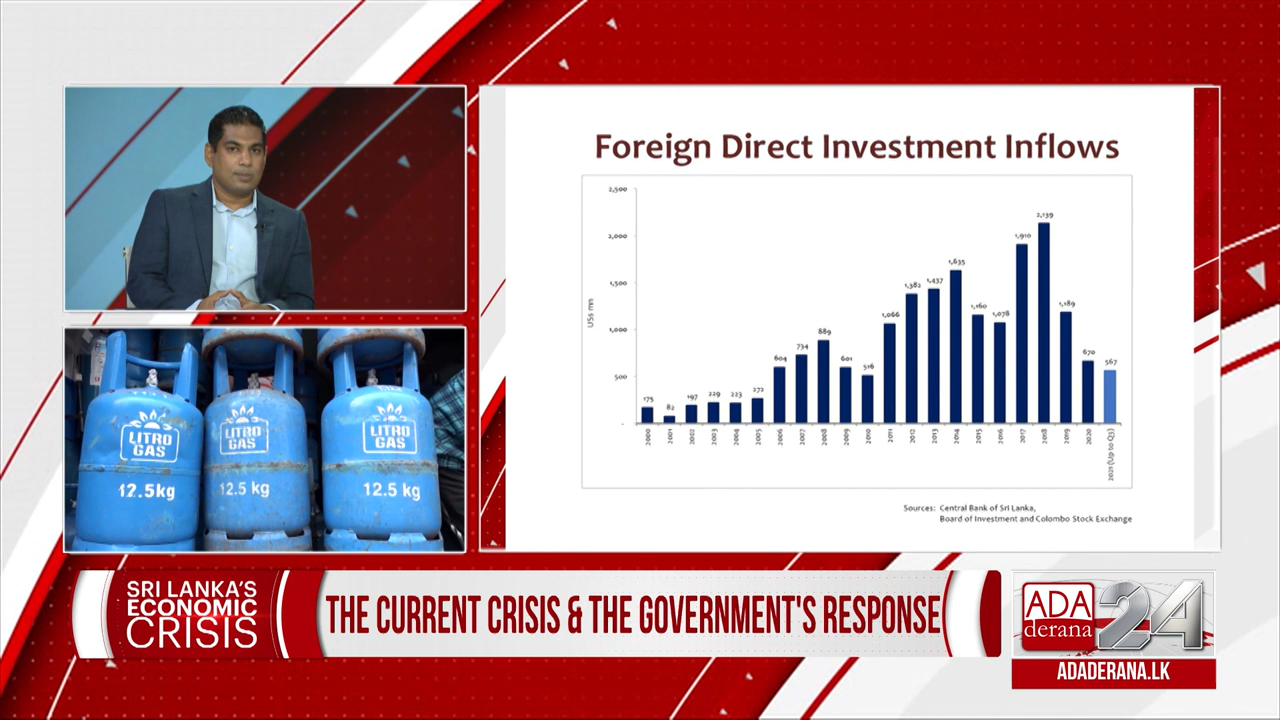 Foreign Direct Investment Inflows
2,500
2,000
1,500
1,000
500
-
US$ mn
175
82
197
229
223
272
604
734
889
601
516
1,066
1,382
1,437
1,635
1,160
1,078
1,910
2,139
1,189
670
567
2000
2001
2002
2003
2004
2005
2006
2007
2008
2009
2010
2011
2012
2013
2014
2015
2016
2017
2018
2019
2020
2021 (Up to Q3)
Sources: Central Bank of Sri Lanka,
Board of Investment and Colombo Stock Exchange
LITRO
GAS
12.5kg
LITRO
GAS
12.5 kg
LITRO
GAS
12.5 kg
SRI LANKA'S
ECONOMIC
CRISIS
THE CURRENT CRISIS & THE GOVERNMENT'S RESPONSE
ADA
derana
24
ADADERANA.LK